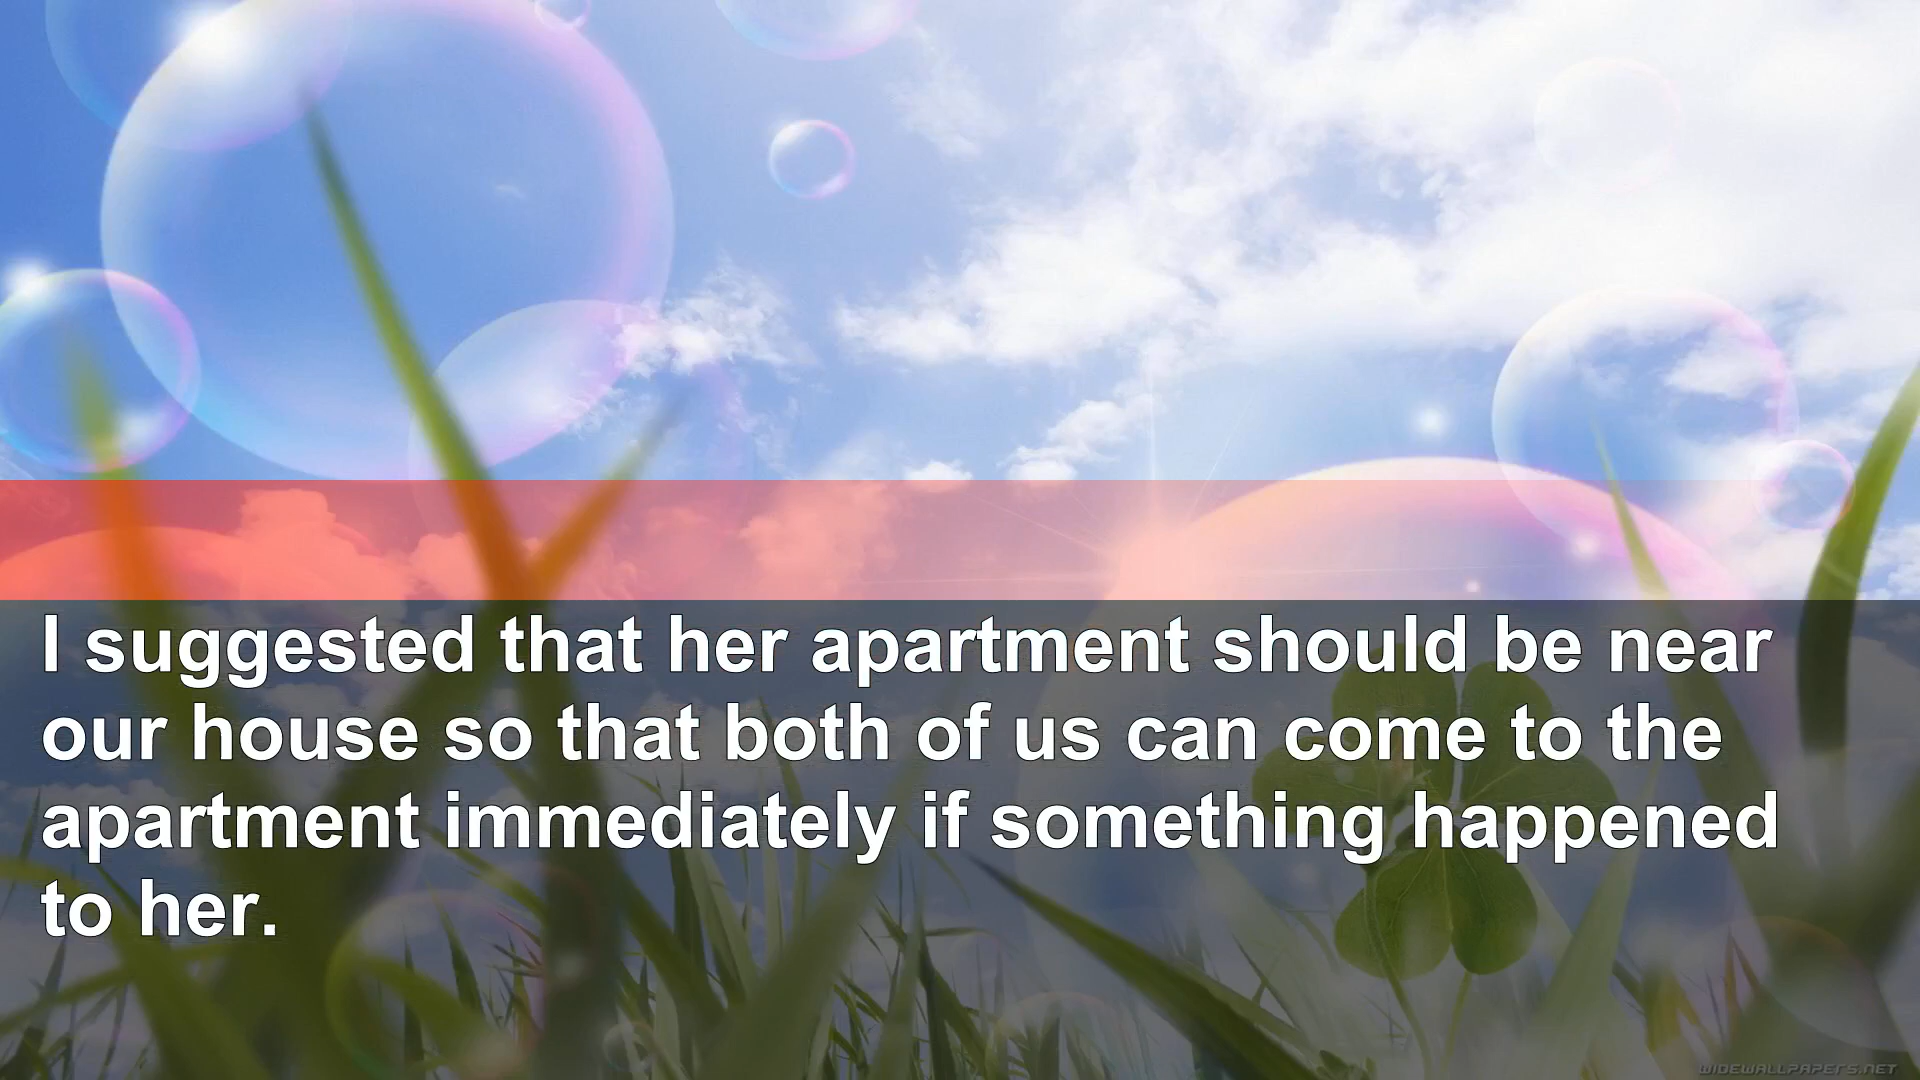 I suggested that her apartment should be near
our house so that both of us can come to the
apartment immediately if something happened
to her.
WIDEWALLPAPERS.NET